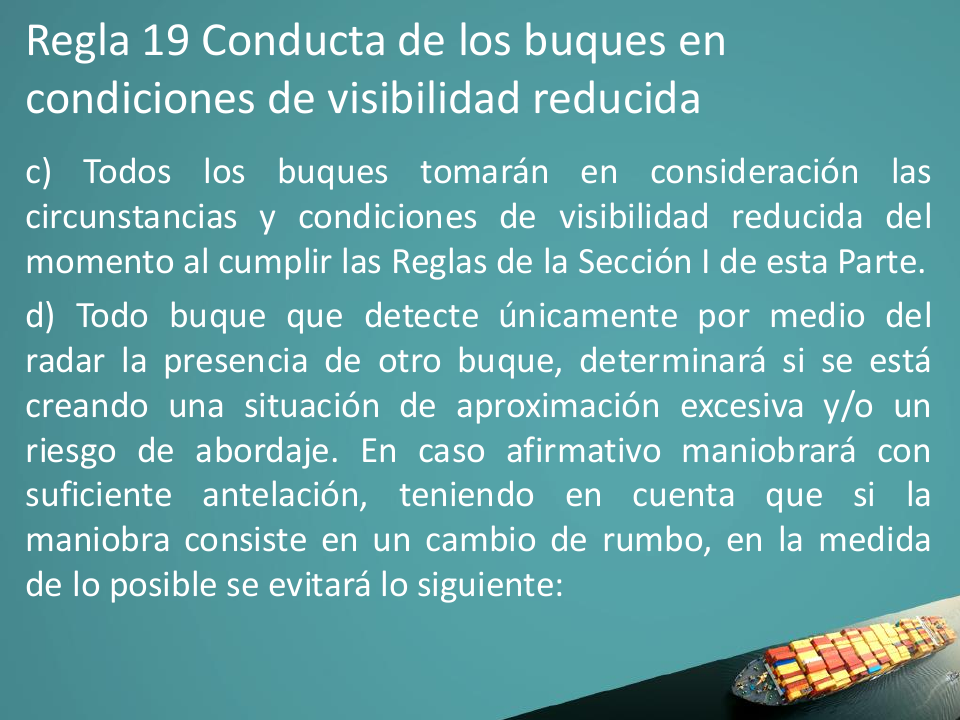 Regla 19 Conducta de los buques en
condiciones de visibilidad reducida
c) Todos los buques tomarán en consideración las
circunstancias y condiciones de visibilidad reducida del
momento al cumplir las Reglas de la Sección I de esta Parte.
d) Todo buque que detecte únicamente por medio del
radar la presencia de otro buque, determinará si se está
creando una situación de aproximación excesiva y/o un
riesgo de abordaje. En caso afirmativo maniobrará con
suficiente antelación, teniendo en cuenta que si la
maniobra consiste en un cambio de rumbo, en la medida
de lo posible se evitará lo siguiente: